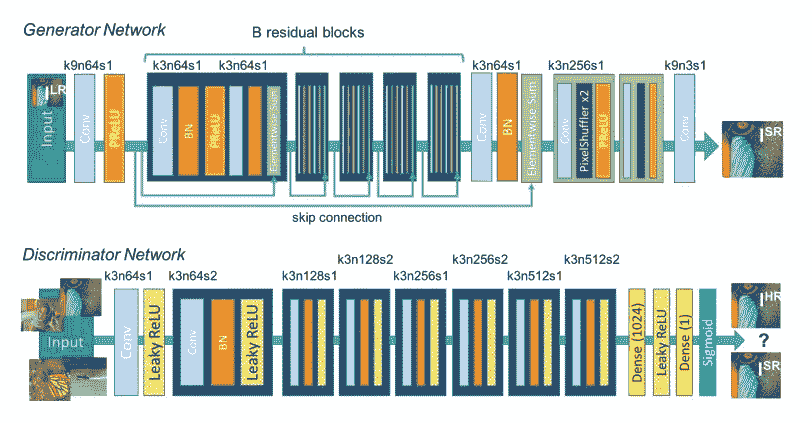 Generator Network
B residual blocks
k9n64s1
k3n64s1
k3n64s1
k3n64s1
k3n256s1
k9n3s1
Input
I LR
Conv
PReLU
Conv
BN
PReLU
Elementwise Sum
Conv
BN
Elementwise Sum
Conv
PixelShuffler x2
PReLU
Conv
I SR
skip connection
Discriminator Network
k3n64s1
k3n64s2
k3n128s1
k3n128s2
k3n256s1
k3n256s2
k3n512s1
k3n512s2
Input
Conv
Leaky ReLU
Conv
BN
Leaky ReLU
Dense (1024)
Leaky ReLU
Dense (1)
Sigmoid
I HR
?
I SR